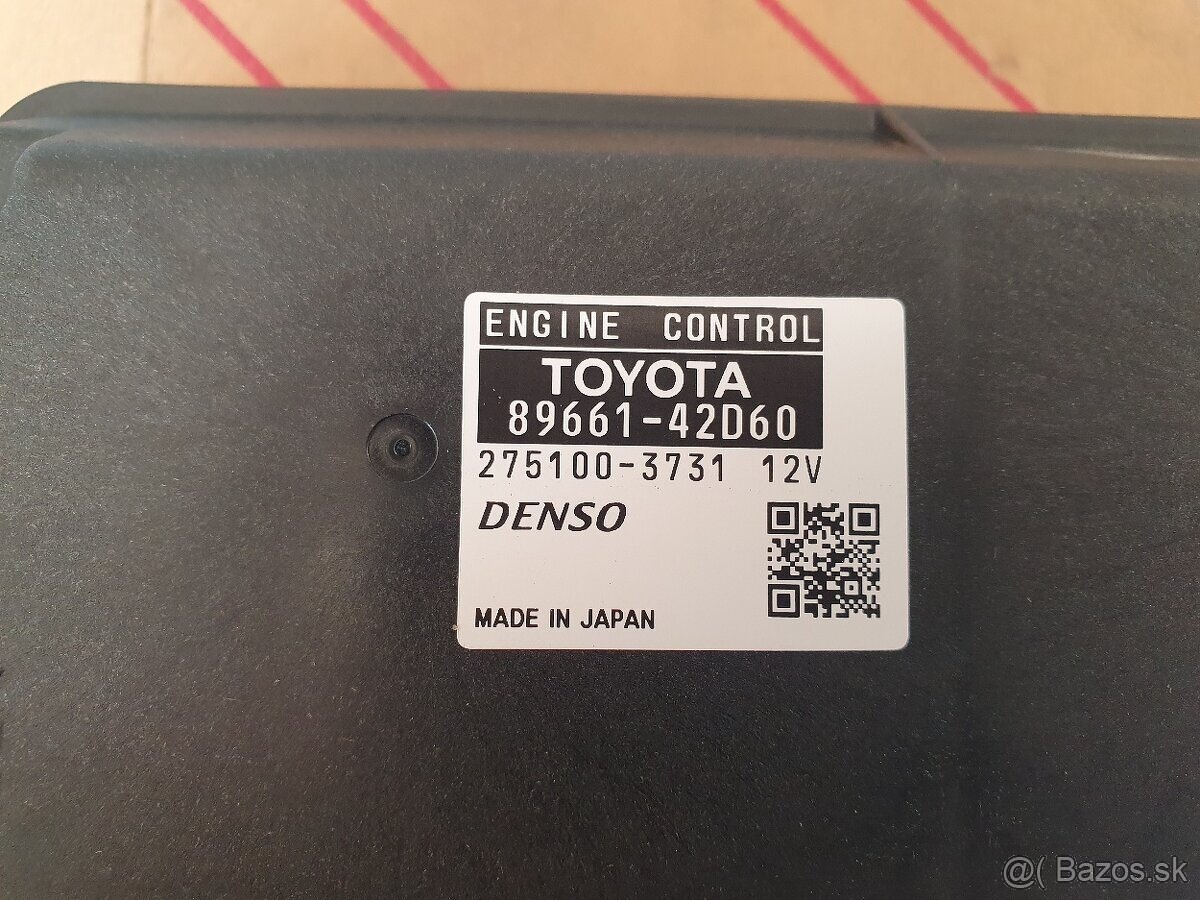 ENGINE CONTROL
TOYOTA
89661-42D60
275100-3731 12V
DENSO
MADE IN JAPAN
@( Bazos.sk